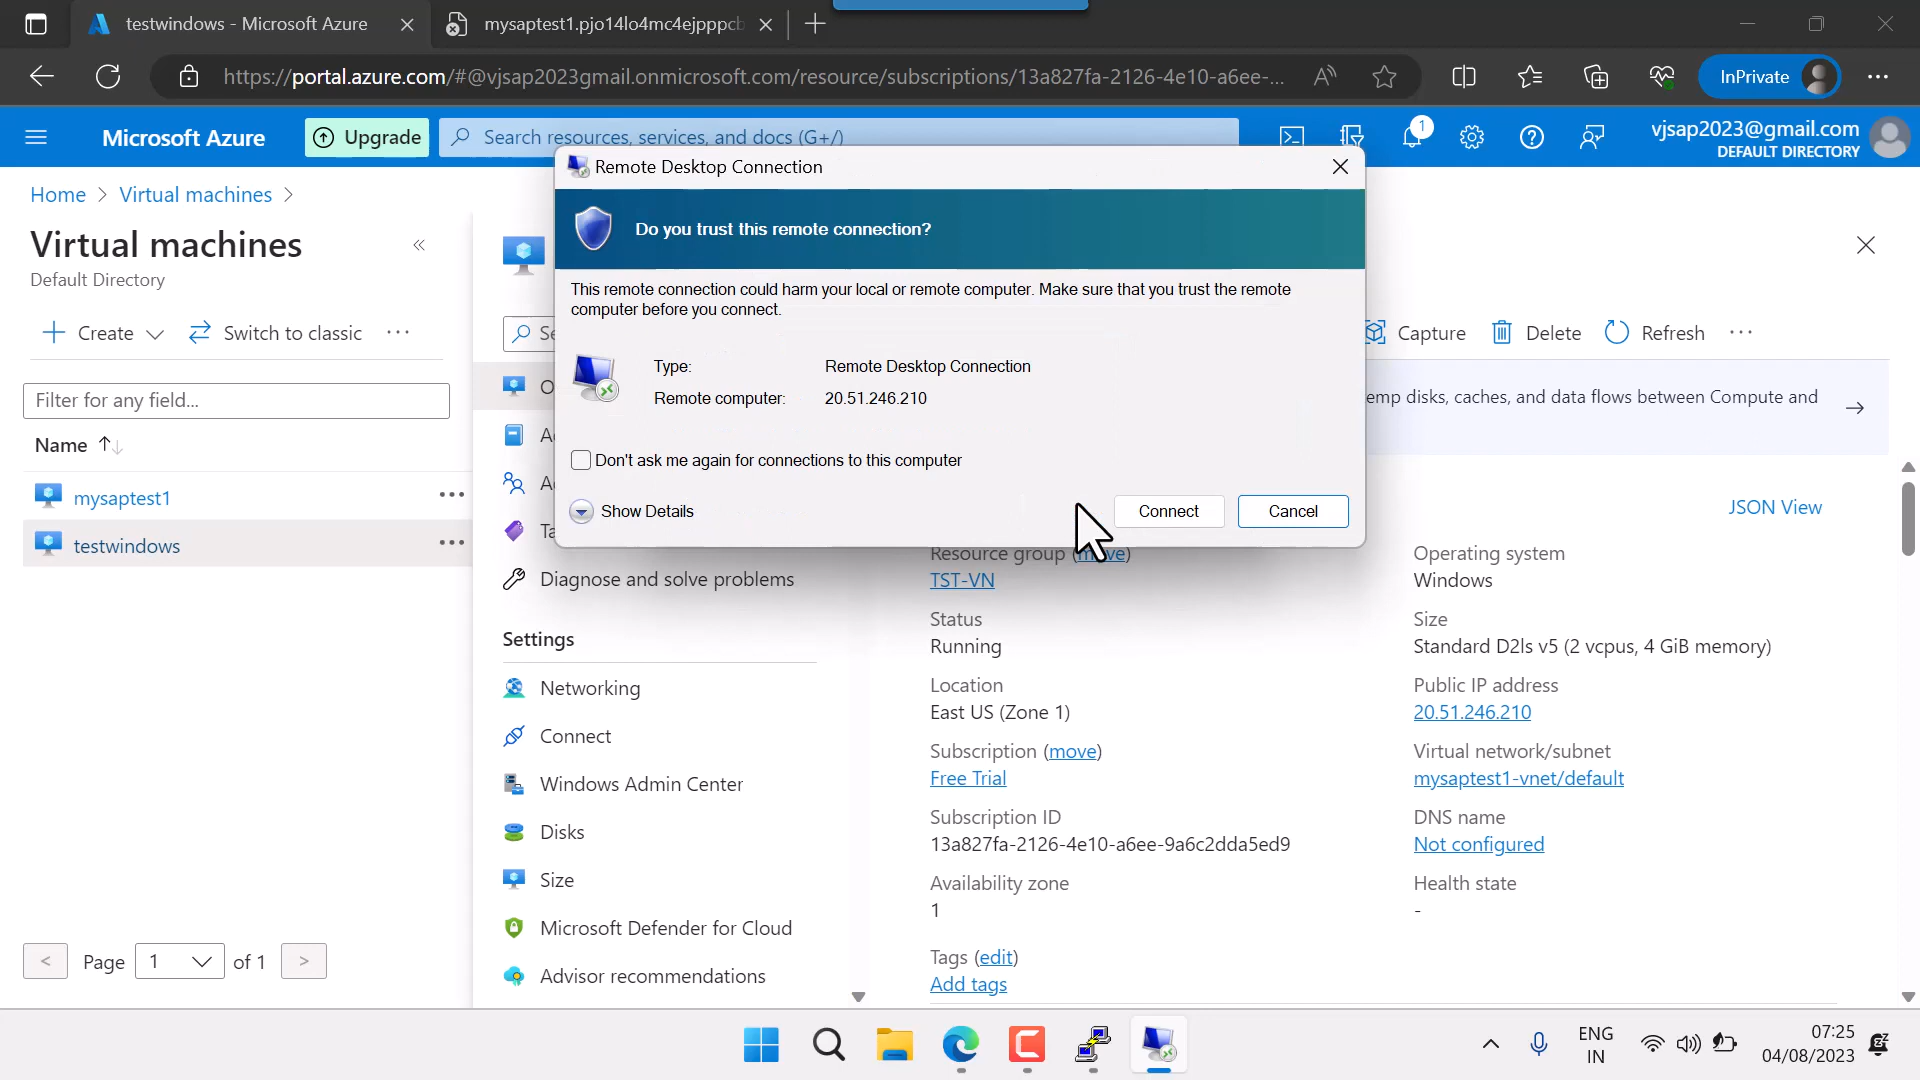 testwindows - Microsoft Azure
mysaptest1.pjo14lo4mc4ejpppcb
https://portal.azure.com/#@vjsap2023gmail.onmicrosoft.com/resource/subscriptions/13a827fa-2126-4e10-a6ee-...
InPrivate
Microsoft Azure
Upgrade
Search resources, services, and docs (G+/)
1
vjsap2023@gmail.com
DEFAULT DIRECTORY
Home > Virtual machines >
Virtual machines
Default Directory
Create
Switch to classic
Filter for any field...
Name
mysaptest1
testwindows
Page 1 of 1
Remote Desktop Connection
Do you trust this remote connection?
This remote connection could harm your local or remote computer. Make sure that you trust the remote
computer before you connect.
Type: Remote Desktop Connection
Remote computer: 20.51.246.210
Don't ask me again for connections to this computer
Show Details
Connect
Cancel
Capture
Delete
Refresh
emp disks, caches, and data flows between Compute and
JSON View
Diagnose and solve problems
Settings
Networking
Connect
Windows Admin Center
Disks
Size
Microsoft Defender for Cloud
Advisor recommendations
Resource group (move)
TST-VN
Status
Running
Location
East US (Zone 1)
Subscription (move)
Free Trial
Subscription ID
13a827fa-2126-4e10-a6ee-9a6c2dda5ed9
Availability zone
1
Tags (edit)
Add tags
Operating system
Windows
Size
Standard D2ls v5 (2 vcpus, 4 GiB memory)
Public IP address
20.51.246.210
Virtual network/subnet
mysaptest1-vnet/default
DNS name
Not configured
Health state
-
ENG
IN
07:25
04/08/2023